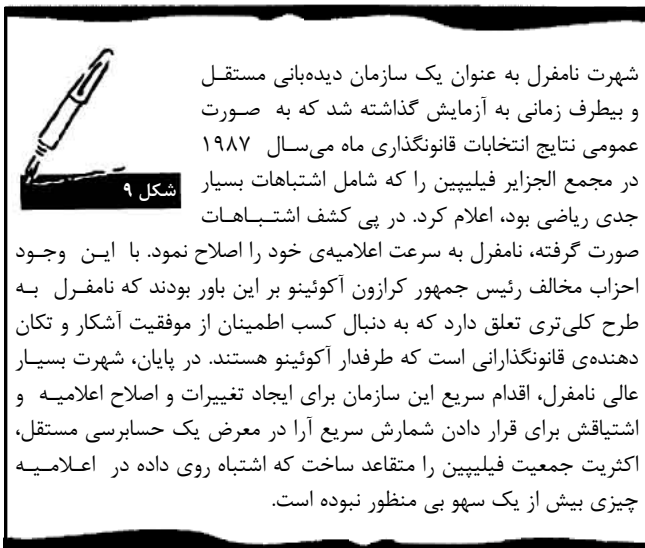 شهرت نامفرل به عنوان یک سازمان دیده‌بانی مستقل
و بیطرف زمانی به آزمایش گذاشته شد که به صورت
عمومی نتایج انتخابات قانونگذاری ماه می‌سال ۱۹۸۷
در مجمع الجزایر فیلیپین را که شامل اشتباهات بسیار
شکل ۹
جدی ریاضی بود، اعلام کرد. در پی کشف اشتباهات
صورت گرفته، نامفرل به سرعت اعلامیه‌ی خود را اصلاح نمود. با این وجود
احزاب مخالف رئیس جمهور کرازون آکوئینو بر این باور بودند که نامفرل به
طرح کلی‌تری تعلق دارد که به دنبال کسب اطمینان از موفقیت آشکار و تکان
دهنده‌ی قانونگذارانی است که طرفدار آکوئینو هستند. در پایان، شهرت بسیار
عالی نامفرل، اقدام سریع این سازمان برای ایجاد تغییرات و اصلاح اعلامیه و
اشتیاقش برای قرار دادن شمارش سریع آرا در معرض یک حسابرسی مستقل،
اکثریت جمعیت فیلیپین را متقاعد ساخت که اشتباه روی داده در اعلامیه
چیزی بیش از یک سهو بی منظور نبوده است.